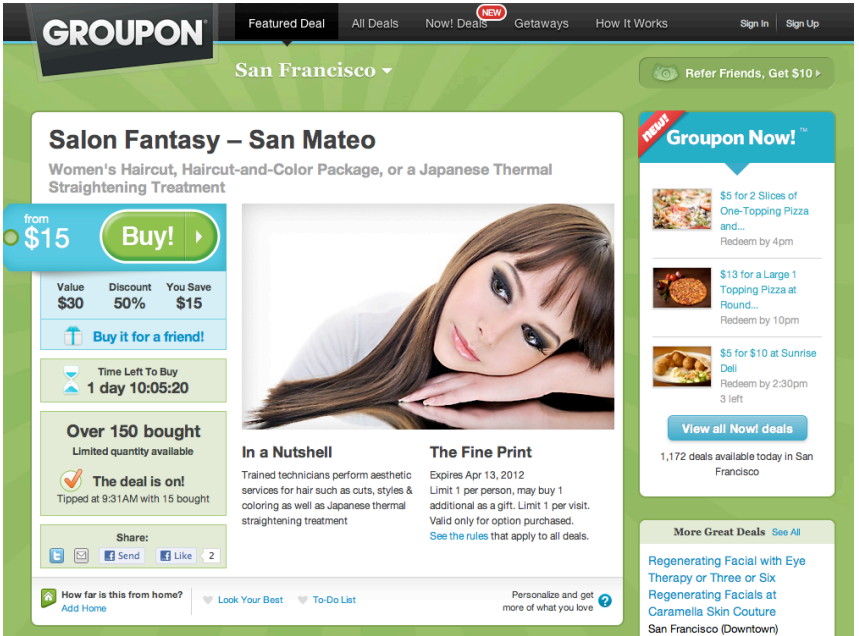 GROUPON
Featured Deal
All Deals
Now! Deals
NEW
Getaways
How It Works
Sign In
Sign Up
San Francisco
Refer Friends, Get $10
Salon Fantasy – San Mateo
Women's Haircut, Haircut-and-Color Package, or a Japanese Thermal
Straightening Treatment
from
$15
Buy!
Value
Discount
You Save
$30
50%
$15
Buy it for a friend!
Time Left To Buy
1 day 10:05:20
Over 150 bought
Limited quantity available
The deal is on!
Tipped at 9:31AM with 15 bought
Share:
Send
Like
2
In a Nutshell
Trained technicians perform aesthetic
services for hair such as cuts, styles &
coloring as well as Japanese thermal
straightening treatment
The Fine Print
Expires Apr 13, 2012
Limit 1 per person, may buy 1
additional as a gift. Limit 1 per visit.
Valid only for option purchased.
See the rules that apply to all deals.
How far is this from home?
Add Home
Look Your Best
To-Do List
Personalize and get
more of what you love
?
new!
Groupon Now!™
$5 for 2 Slices of
One-Topping Pizza
and...
Redeem by 4pm
$13 for a Large 1
Topping Pizza at
Round...
Redeem by 10pm
$5 for $10 at Sunrise
Deli
Redeem by 2:30pm
3 left
View all Now! deals
1,172 deals available today in San
Francisco
More Great Deals See All
Regenerating Facial with Eye
Therapy or Three or Six
Regenerating Facials at
Caramella Skin Couture
San Francisco (Downtown)